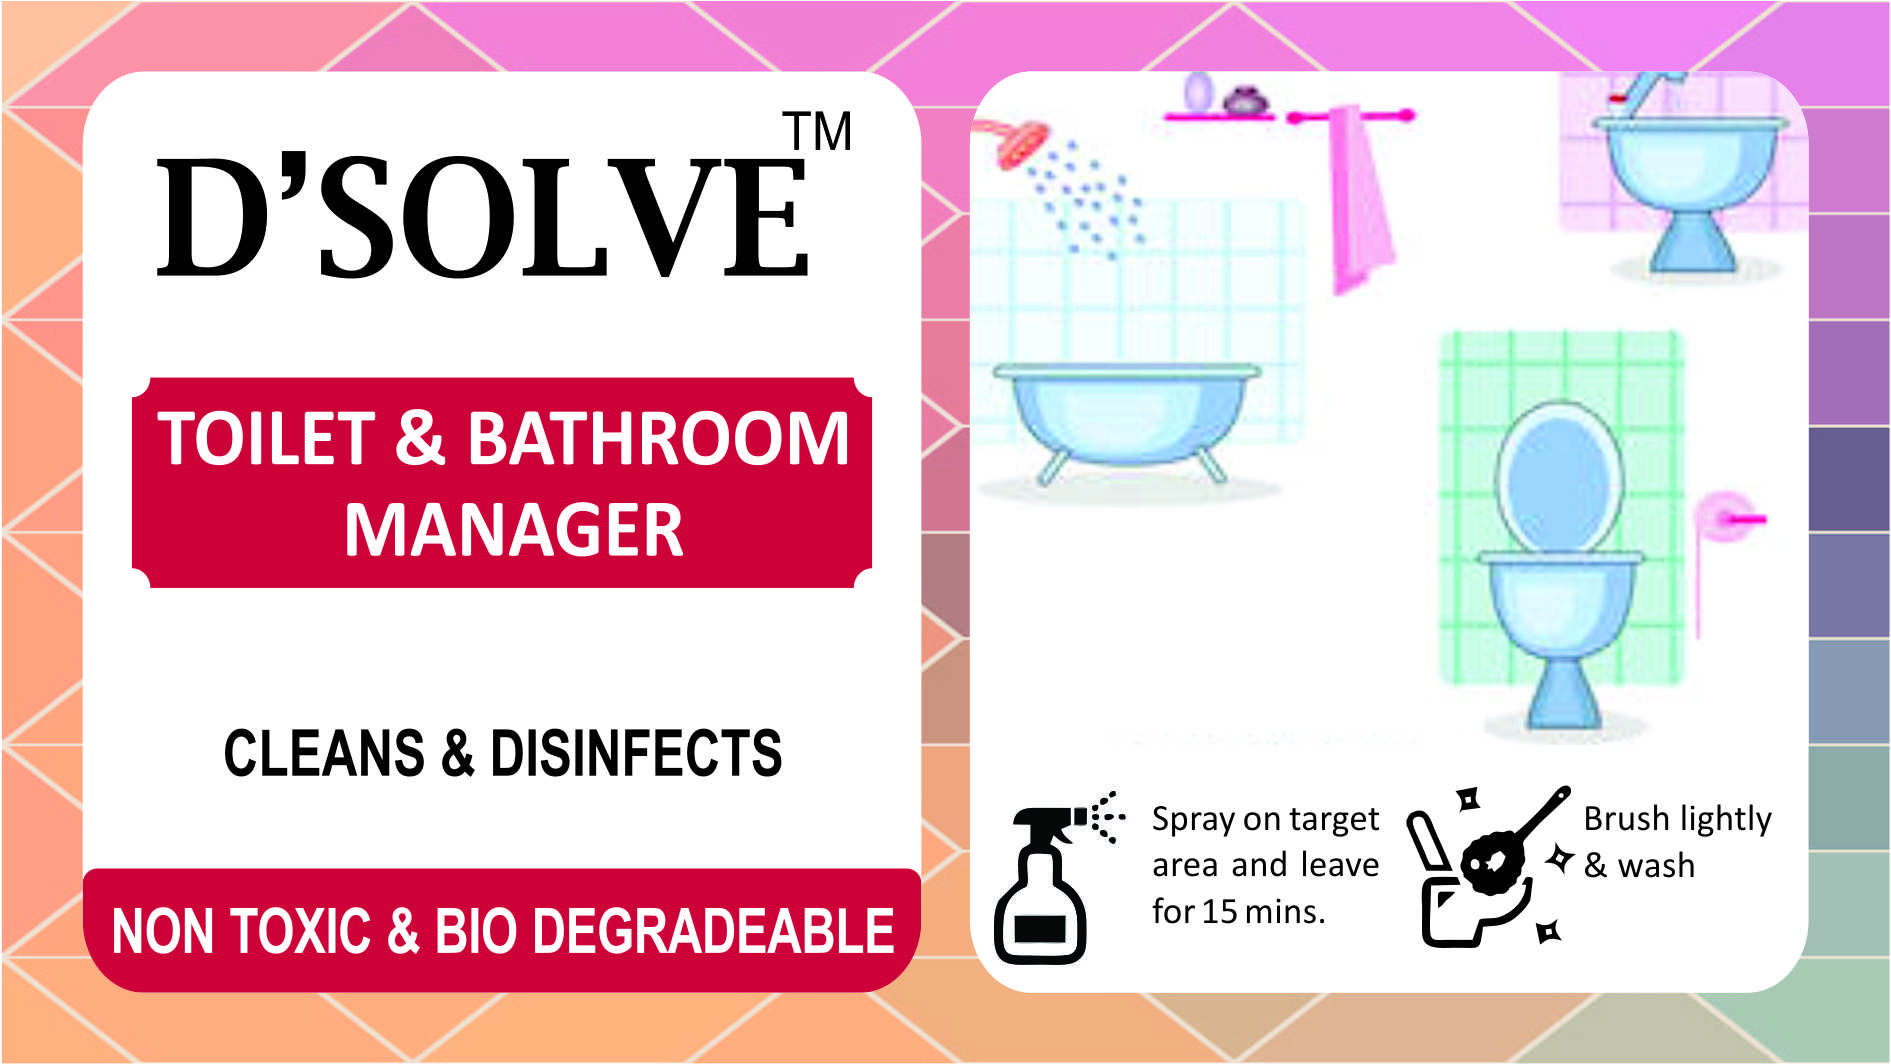 D’SOLVE™
TOILET & BATHROOM
MANAGER
CLEANS & DISINFECTS
NON TOXIC & BIO DEGRADEABLE
Spray on target
area and leave
for 15 mins.
Brush lightly
& wash